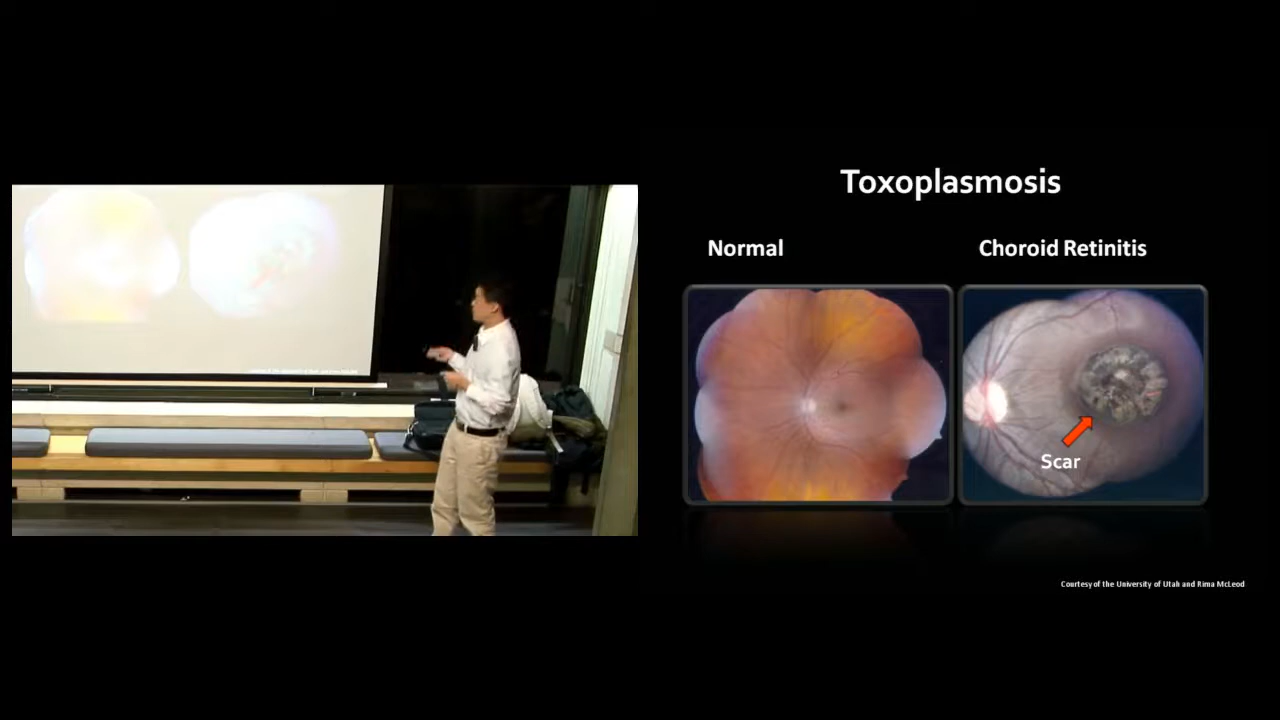 Toxoplasmosis
Normal
Choroid Retinitis
Scar
Courtesy of the University of Utah and Rima McLeod